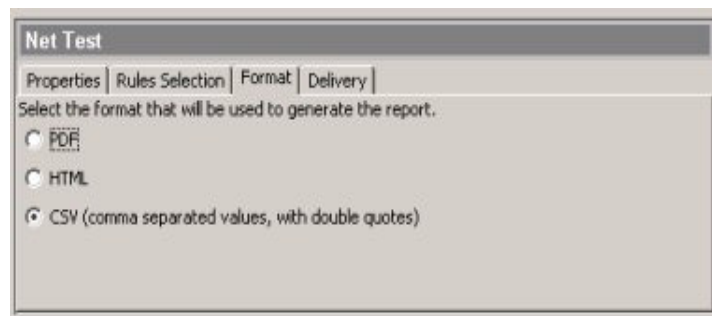 Net Test
Properties Rules Selection Format Delivery
Select the format that will be used to generate the report.
PDF
HTML
CSV (comma separated values, with double quotes)